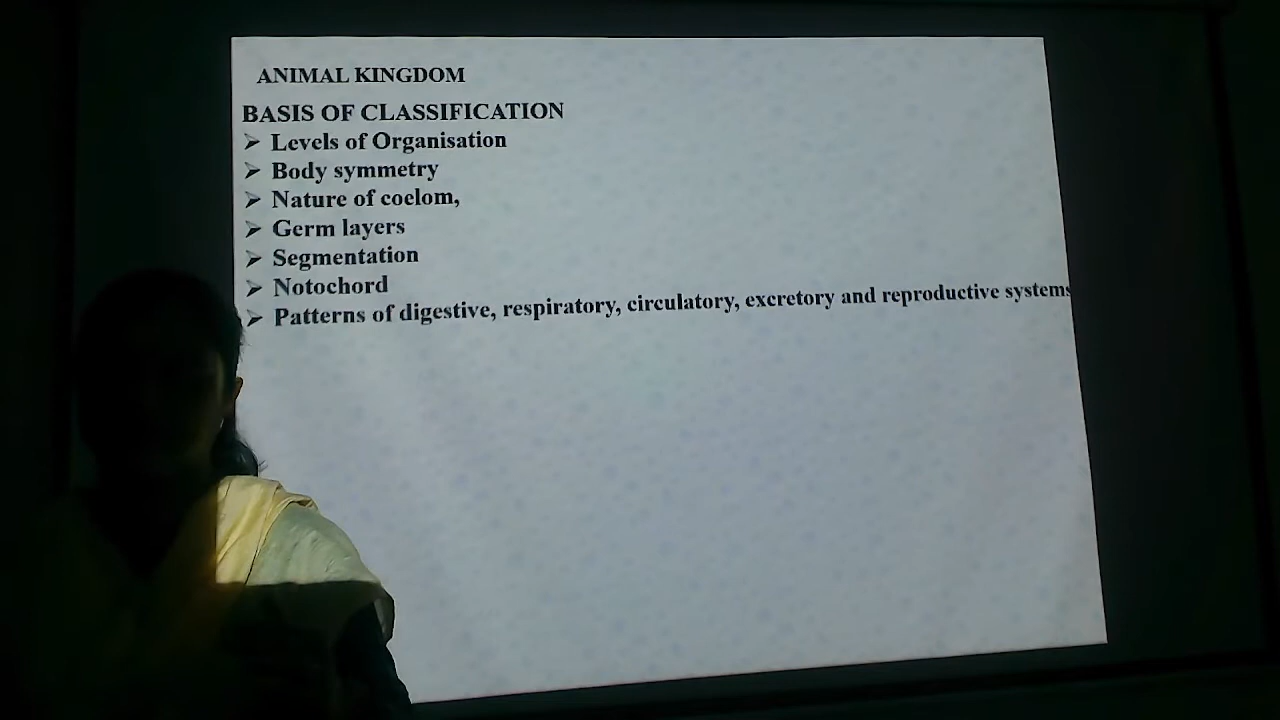 ANIMAL KINGDOM
BASIS OF CLASSIFICATION
➢ Levels of Organisation
➢ Body symmetry
➢ Nature of coelom,
➢ Germ layers
➢ Segmentation
➢ Notochord
➢ Patterns of digestive, respiratory, circulatory, excretory and reproductive systems